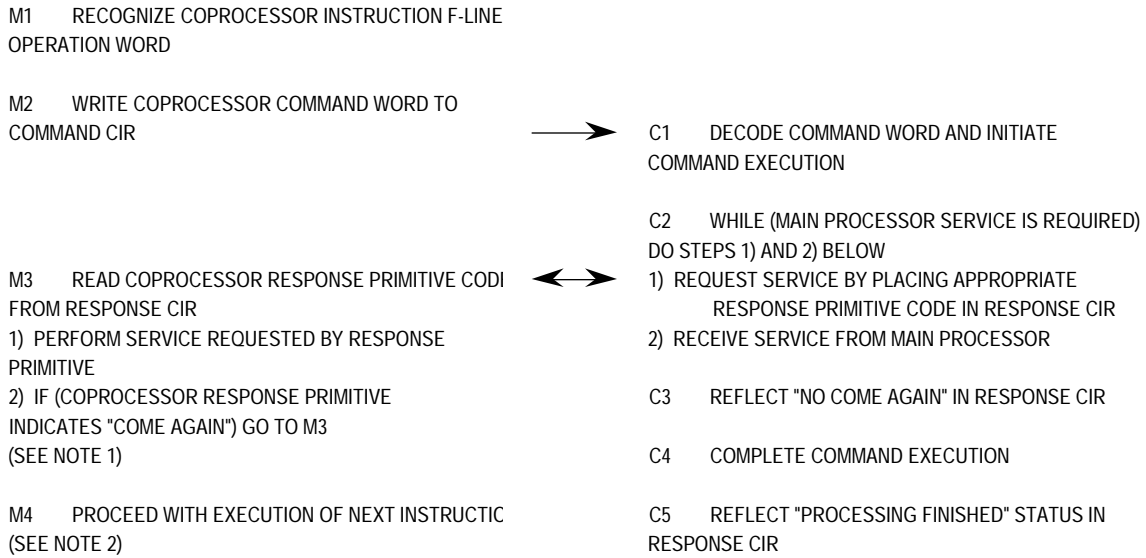 M1 RECOGNIZE COPROCESSOR INSTRUCTION F-LINE
OPERATION WORD
M2 WRITE COPROCESSOR COMMAND WORD TO
COMMAND CIR
M3 READ COPROCESSOR RESPONSE PRIMITIVE COD
FROM RESPONSE CIR
1) PERFORM SERVICE REQUESTED BY RESPONSE
PRIMITIVE
2) IF (COPROCESSOR RESPONSE PRIMITIVE
INDICATES "COME AGAIN") GO TO M3
(SEE NOTE 1)
M4 PROCEED WITH EXECUTION OF NEXT INSTRUCTIC
(SEE NOTE 2)
C1 DECODE COMMAND WORD AND INITIATE
COMMAND EXECUTION
C2 WHILE (MAIN PROCESSOR SERVICE IS REQUIRED)
DO STEPS 1) AND 2) BELOW
1) REQUEST SERVICE BY PLACING APPROPRIATE
RESPONSE PRIMITIVE CODE IN RESPONSE CIR
2) RECEIVE SERVICE FROM MAIN PROCESSOR
C3 REFLECT "NO COME AGAIN" IN RESPONSE CIR
C4 COMPLETE COMMAND EXECUTION
C5 REFLECT "PROCESSING FINISHED" STATUS IN
RESPONSE CIR